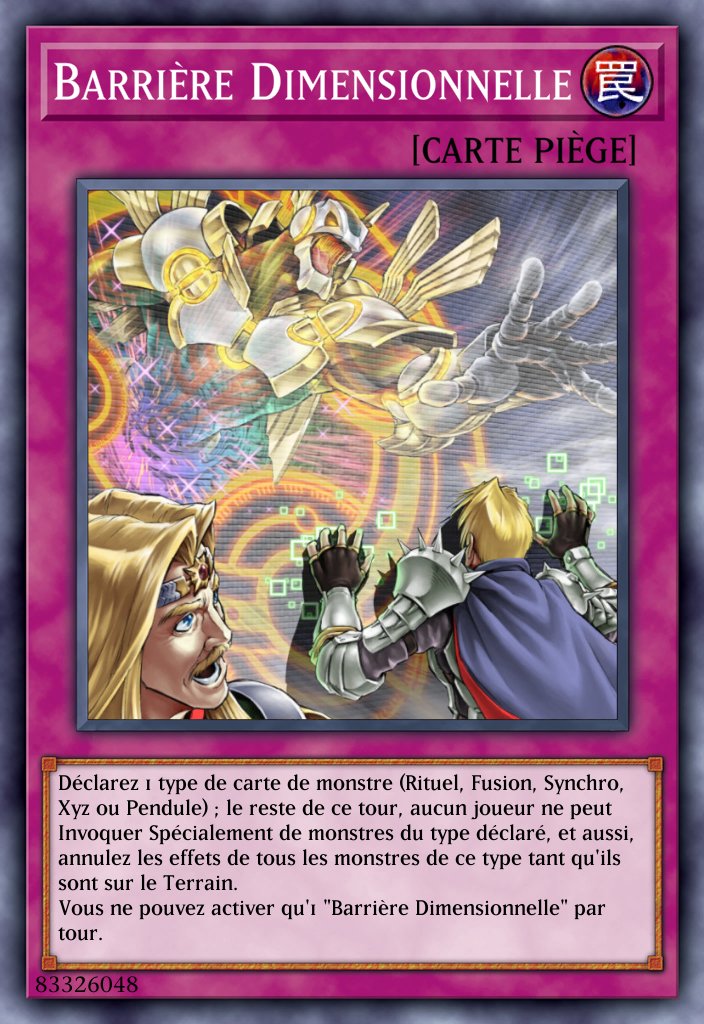 BARRIÈRE DIMENSIONNELLE
罠
[CARTE PIÈGE]
Déclarez 1 type de carte de monstre (Rituel, Fusion, Synchro,
Xyz ou Pendule) ; le reste de ce tour, aucun joueur ne peut
Invoquer Spécialement de monstres du type déclaré, et aussi,
annulez les effets de tous les monstres de ce type tant qu'ils
sont sur le Terrain.
Vous ne pouvez activer qu'1 "Barrière Dimensionnelle" par
tour.
83326048